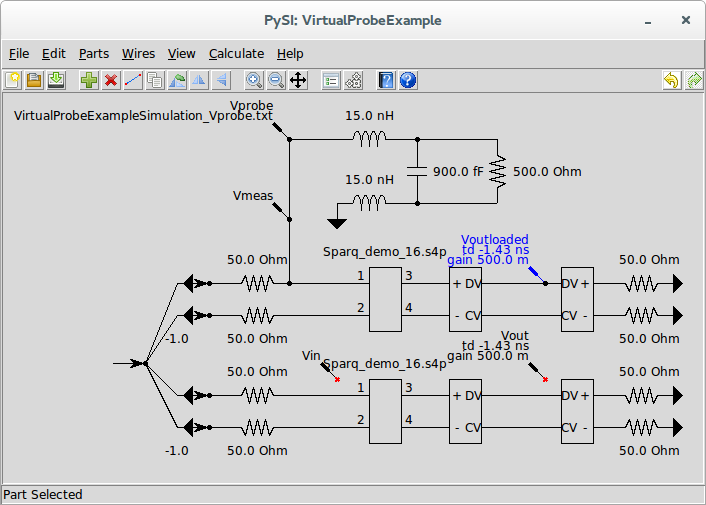 PySI: VirtualProbeExample
File Edit Parts Wires View Calculate Help
Vprobe
VirtualProbeExampleSimulation_Vprobe.txt
15.0 nH
900.0 fF
500.0 Ohm
15.0 nH
Vmeas
Voutloaded
td -1.43 ns
gain 500.0 m
50.0 Ohm
Sparq_demo_16.s4p
50.0 Ohm
1
3
+ DV
DV +
2
4
- CV
CV -
-1.0
50.0 Ohm
50.0 Ohm
Vin
Vout
td -1.43 ns
gain 500.0 m
50.0 Ohm
Sparq_demo_16.s4p
50.0 Ohm
1
3
+ DV
DV +
2
4
- CV
CV -
-1.0
50.0 Ohm
50.0 Ohm
Part Selected